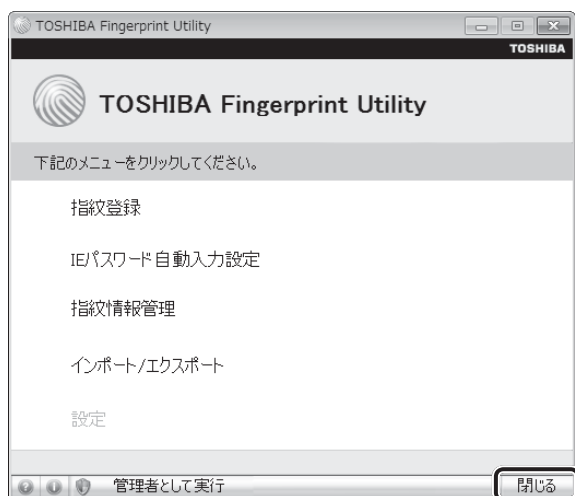 TOSHIBA Fingerprint Utility
TOSHIBA
TOSHIBA Fingerprint Utility
下記のメニューをクリックしてください。
指紋登録
IEパスワード自動入力設定
指紋情報管理
インポート/エクスポート
設定
管理者として実行
閉じる